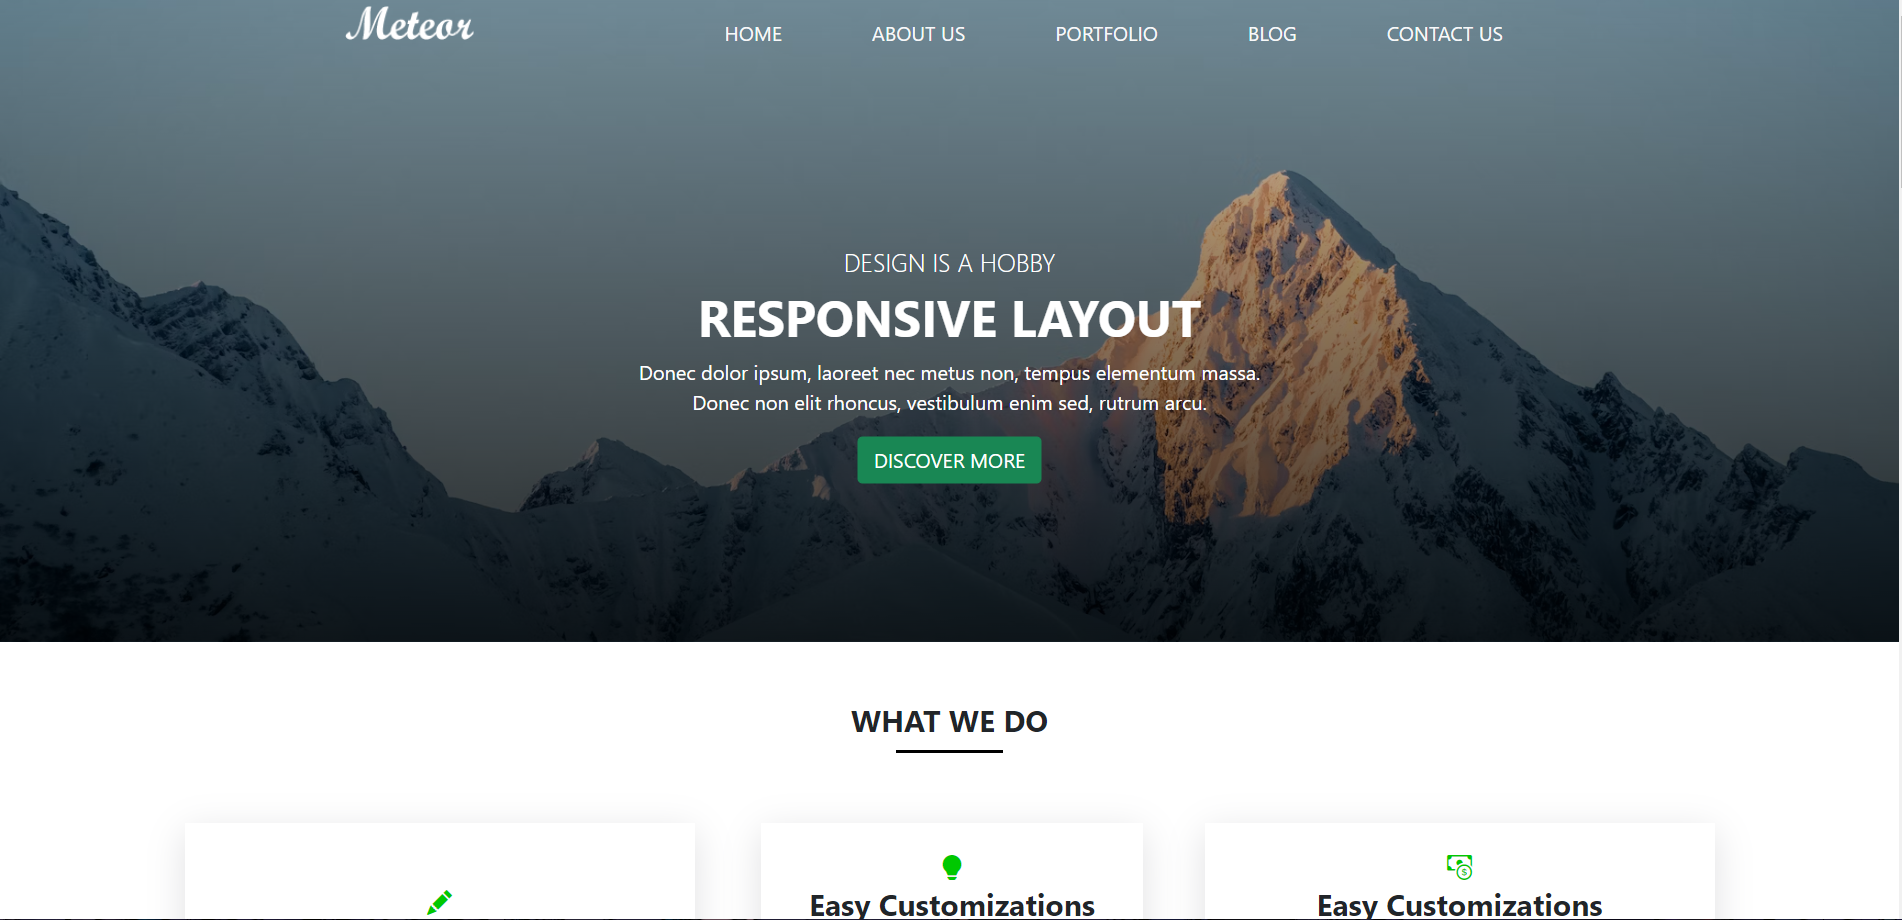 Meteor
HOME ABOUT US PORTFOLIO BLOG CONTACT US
DESIGN IS A HOBBY
RESPONSIVE LAYOUT
Donec dolor ipsum, laoreet nec metus non, tempus elementum massa.
Donec non elit rhoncus, vestibulum enim sed, rutrum arcu.
DISCOVER MORE
WHAT WE DO
Easy Customizations
Easy Customizations